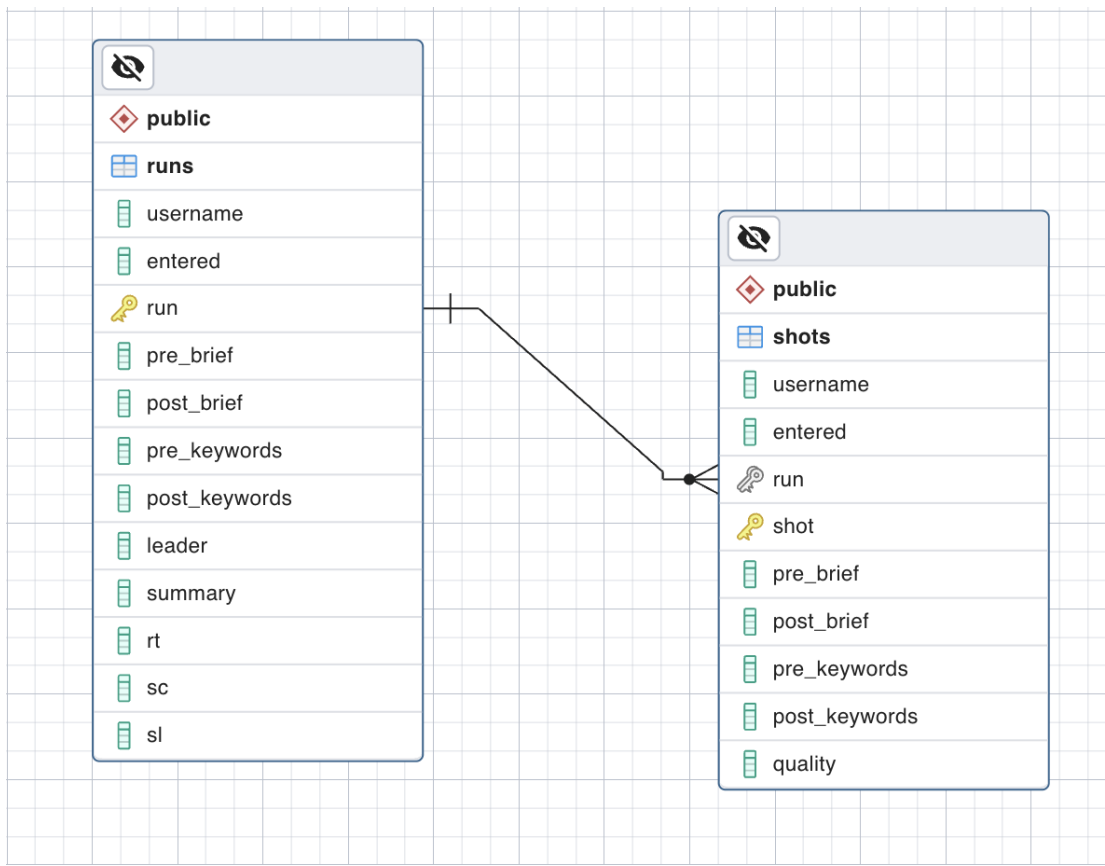 public
runs
username
entered
run
pre_brief
post_brief
pre_keywords
post_keywords
leader
summary
rt
sc
sl
public
shots
username
entered
run
shot
pre_brief
post_brief
pre_keywords
post_keywords
quality